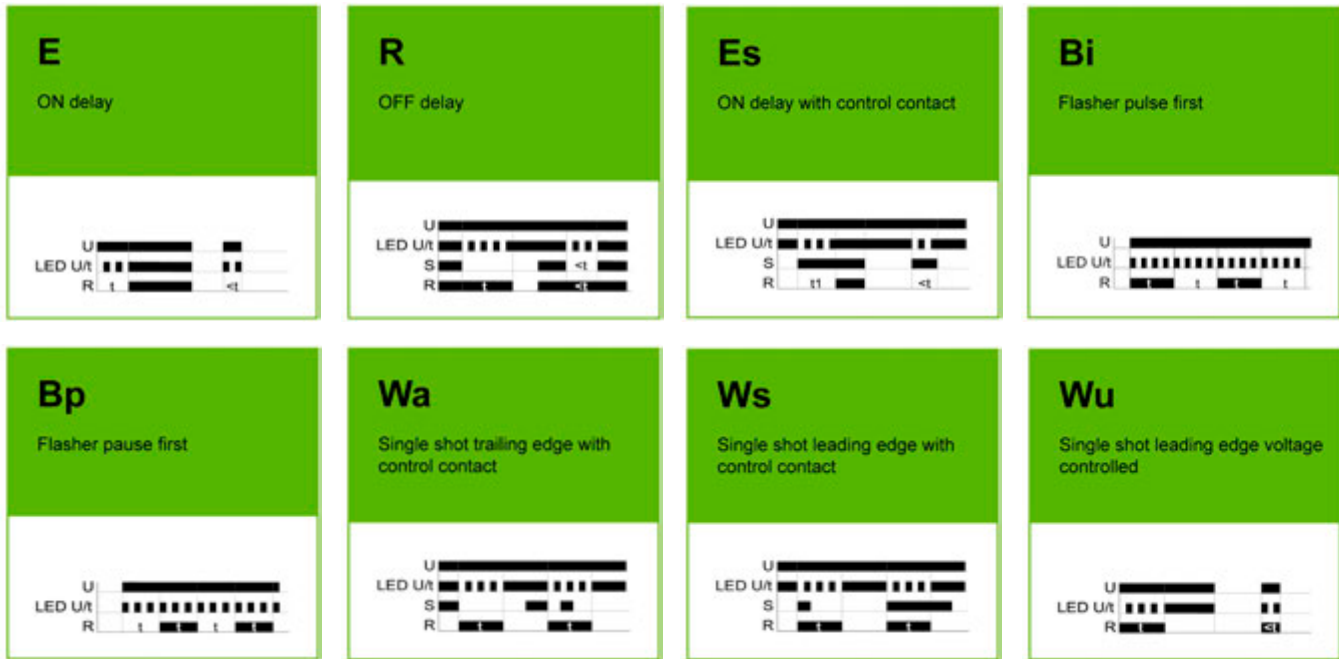 E
ON delay
U
LED U/t
R
t
<t
R
OFF delay
U
LED U/t
S
<t
R
t
<t
Es
ON delay with control contact
U
LED U/t
S
R
t1
<t
Bi
Flasher pulse first
U
LED U/t
R
t
t
t
t
Bp
Flasher pause first
U
LED U/t
R
t
t
t
t
Wa
Single shot trailing edge with
control contact
U
LED U/t
S
R
t
t
Ws
Single shot leading edge with
control contact
U
LED U/t
S
R
t
t
Wu
Single shot leading edge voltage
controlled
U
LED U/t
R
t
<t